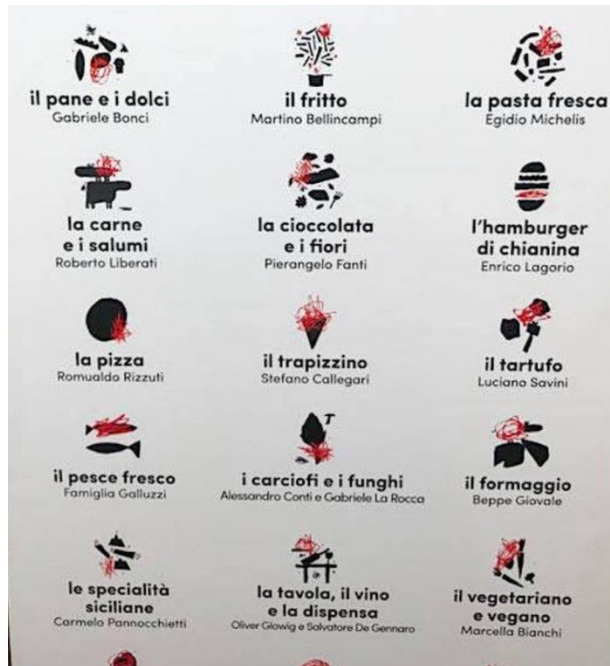 il pane e i dolci
Gabriele Bonci
il fritto
Martino Bellincampi
la pasta fresca
Egidio Michelis
la carne
e i salumi
Roberto Liberati
la cioccolata
e i fiori
Pierangelo Fanti
l'hamburger
di chianina
Enrico Lagorio
la pizza
Romualdo Rizzuti
il trapizzino
Stefano Callegari
il tartufo
Luciano Savini
il pesce fresco
Famiglia Galluzzi
i carciofi e i funghi
Alessandro Conti e Gabriele La Rocca
il formaggio
Beppe Giovale
le specialità
siciliane
Carmelo Pannocchietti
la tavola, il vino
e la dispensa
Oliver Glowig e Salvatore De Gennaro
il vegetariano
e vegano
Marcella Bianchi